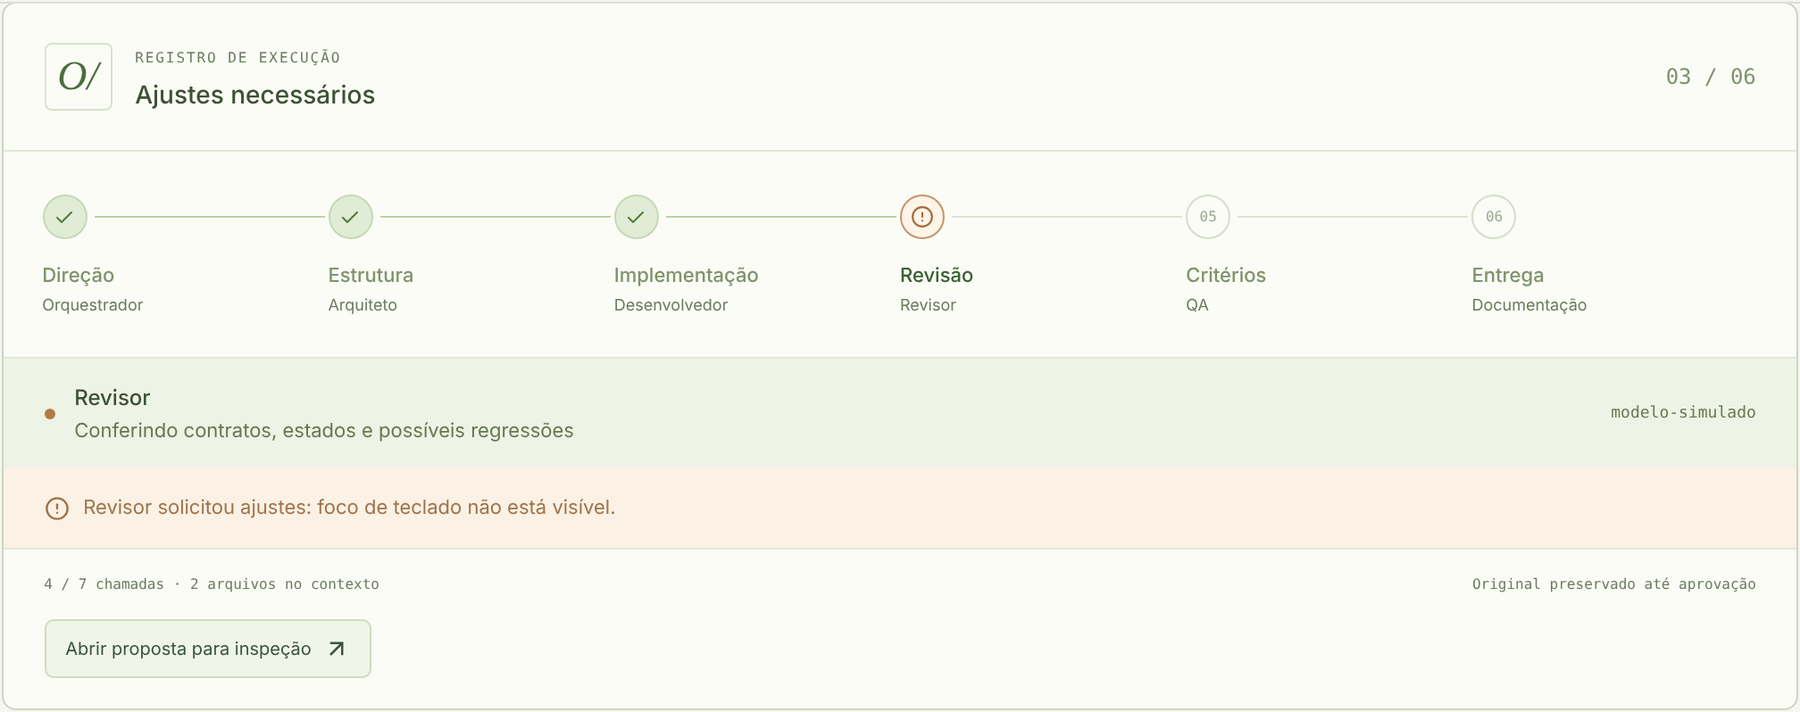 O/
REGISTRO DE EXECUÇÃO
Ajustes necessários
03 / 06
05
06
Direção
Orquestrador
Estrutura
Arquiteto
Implementação
Desenvolvedor
Revisão
Revisor
Critérios
QA
Entrega
Documentação
Revisor
Conferindo contratos, estados e possíveis regressões
modelo-simulado
Revisor solicitou ajustes: foco de teclado não está visível.
4 / 7 chamadas · 2 arquivos no contexto
Original preservado até aprovação
Abrir proposta para inspeção